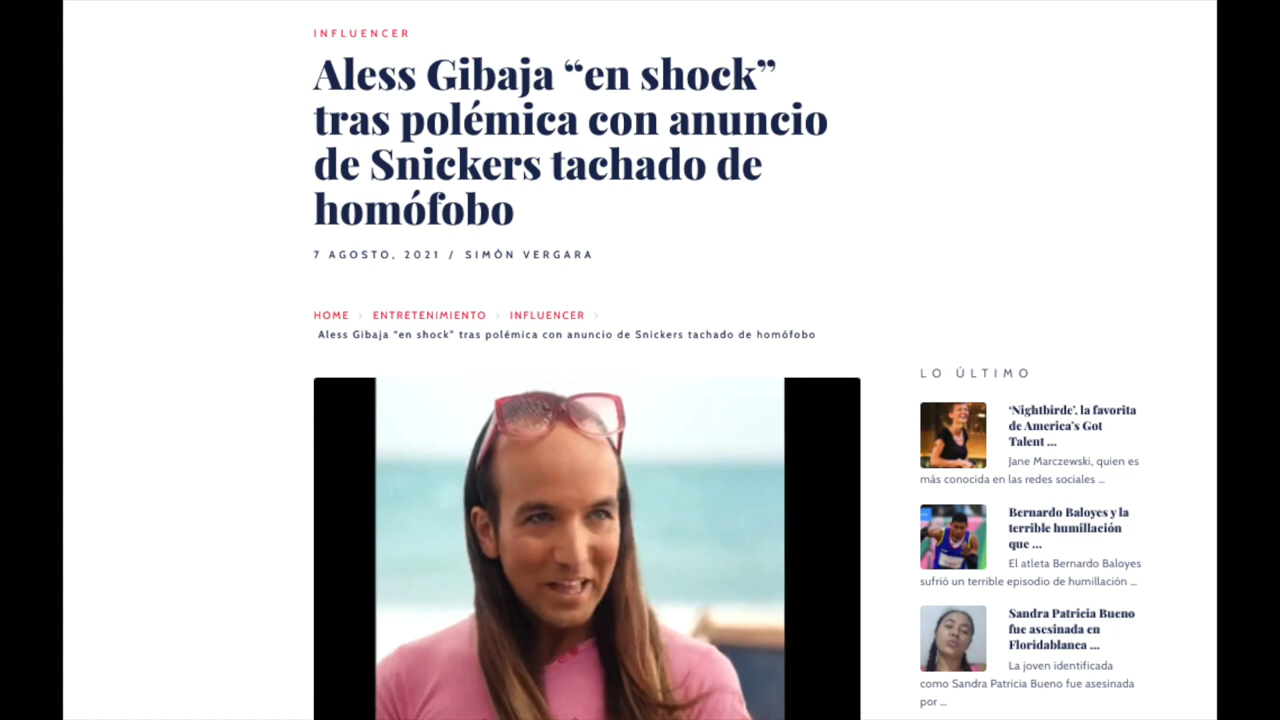 INFLUENCER
Aless Gibaja “en shock”
tras polémica con anuncio
de Snickers tachado de
homófobo
7 AGOSTO, 2021 / SIMÓN VERGARA
HOME > ENTRETENIMIENTO > INFLUENCER >
Aless Gibaja “en shock” tras polémica con anuncio de Snickers tachado de homófobo
LO ÚLTIMO
‘Nightbirde’, la favorita
de America’s Got
Talent ...
Jane Marczewski, quien es
más conocida en las redes sociales ...
Bernardo Baloyes y la
terrible humillación
que ...
El atleta Bernardo Baloyes
sufrió un terrible episodio de humillación ...
Sandra Patricia Bueno
fue asesinada en
Floridablanca ...
La joven identificada
como Sandra Patricia Bueno fue asesinada
por ...